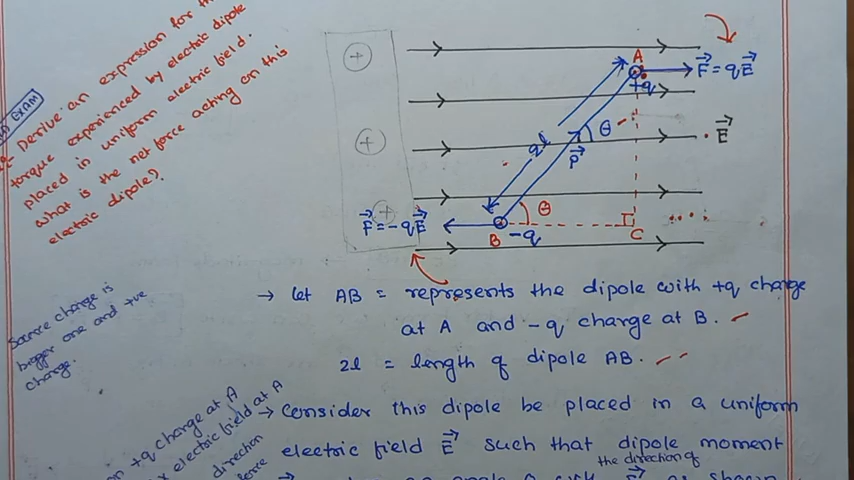 EXAM
Derive an expression for the
torque experienced by electric dipole
placed in uniform electric field.
what is the net force acting on this
electric dipole?
A
+q
F = qE
2l
θ
P
E
F = -qE
θ
B
-q
C
Source charge is
bigger one and +ve
charge.
→ let AB = represents the dipole with +q charge
at A and -q charge at B.
2l = length of dipole AB.
→ Consider this dipole be placed in a uniform
electric field E such that dipole moment
the direction of
on +q charge at A
electric field at A
direction